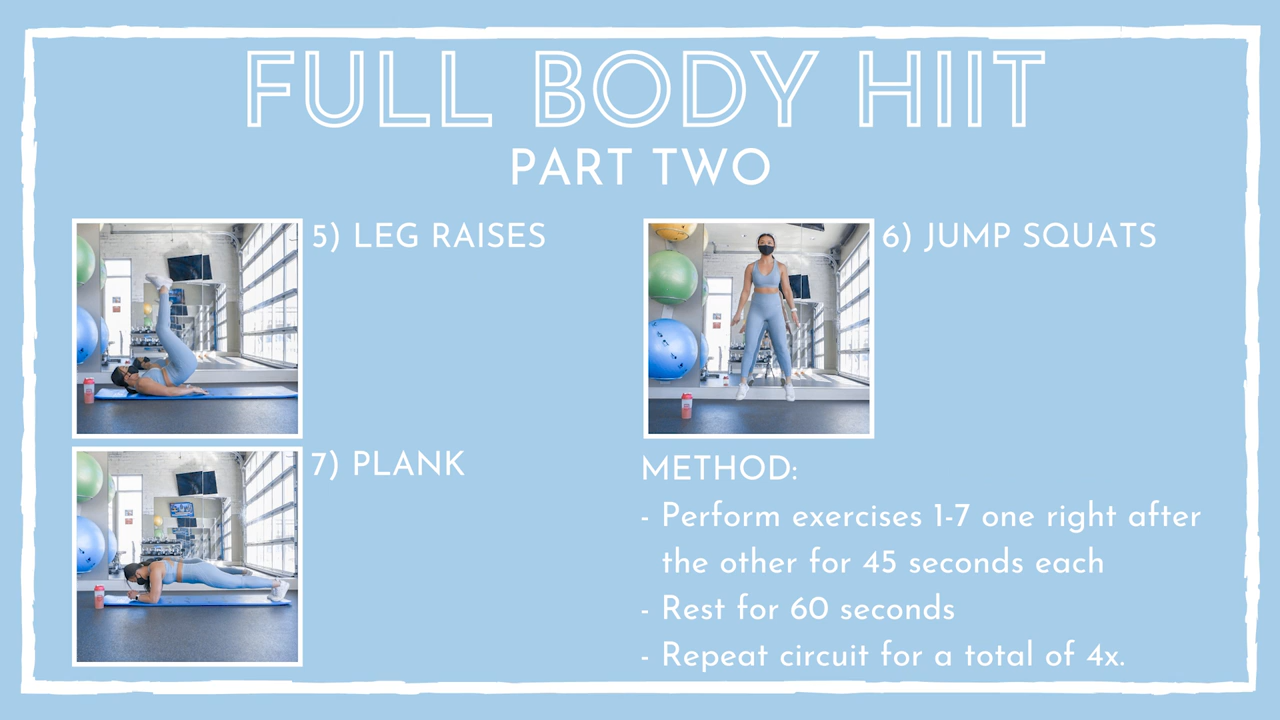 FULL BODY HIIT
PART TWO
5) LEG RAISES
6) JUMP SQUATS
7) PLANK
METHOD:
- Perform exercises 1-7 one right after
the other for 45 seconds each
- Rest for 60 seconds
- Repeat circuit for a total of 4x.